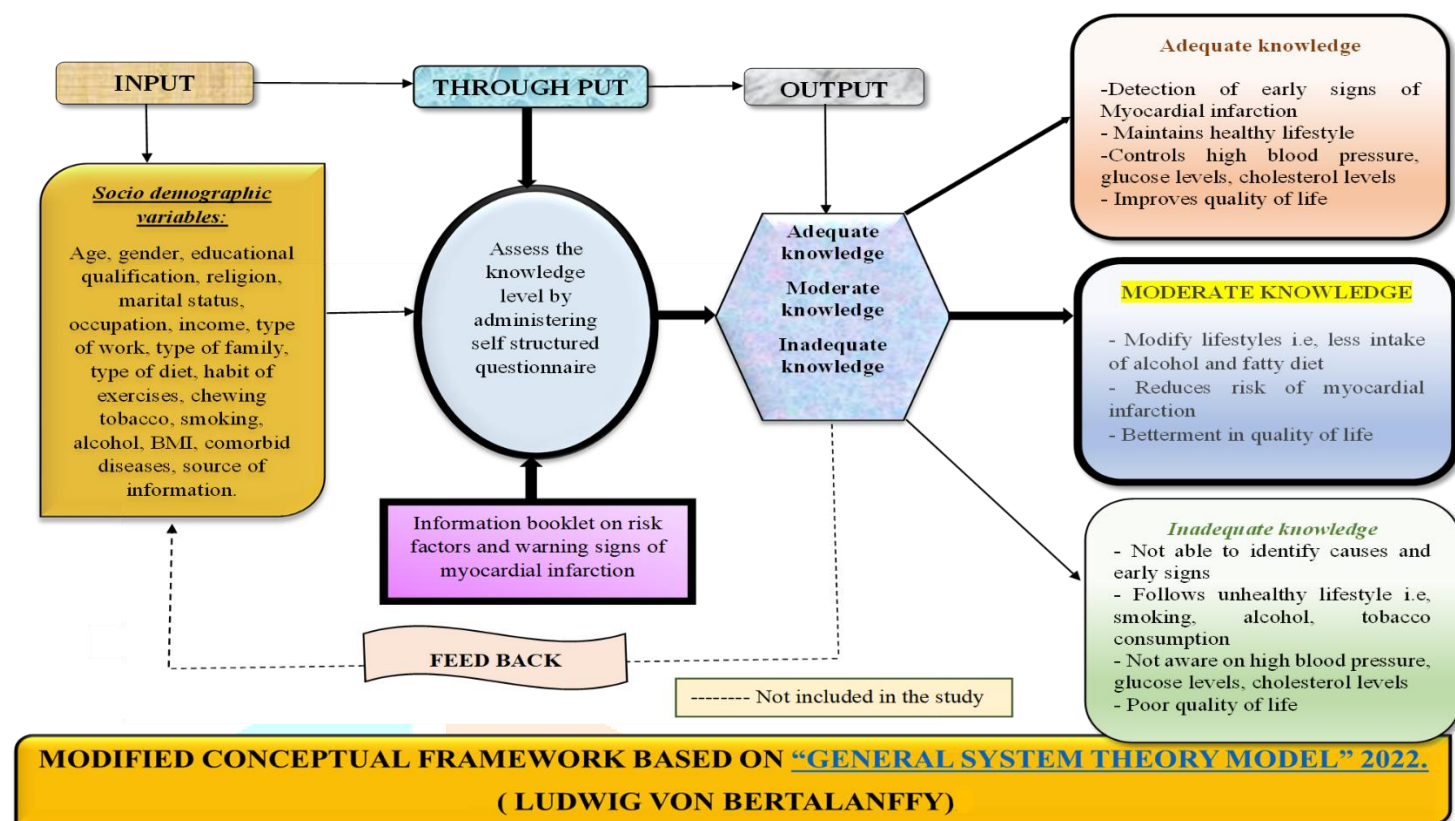 INPUT
THROUGH PUT
OUTPUT
Socio demographic
variables:
Age, gender, educational
qualification, religion,
marital status,
occupation, income, type
of work, type of family,
type of diet, habit of
exercises, chewing
tobacco, smoking,
alcohol, BMI, comorbid
diseases, source of
information.
Assess the
knowledge
level by
administering
self structured
questionnaire
Information booklet on risk
factors and warning signs of
myocardial infarction
Adequate
knowledge
Moderate
knowledge
Inadequate
knowledge
Adequate knowledge
-Detection of early signs of
Myocardial infarction
- Maintains healthy lifestyle
-Controls high blood pressure,
glucose levels, cholesterol levels
- Improves quality of life
MODERATE KNOWLEDGE
- Modify lifestyles i.e, less intake
of alcohol and fatty diet
- Reduces risk of myocardial
infarction
- Betterment in quality of life
Inadequate knowledge
- Not able to identify causes and
early signs
- Follows unhealthy lifestyle i.e,
smoking, alcohol, tobacco
consumption
- Not aware on high blood pressure,
glucose levels, cholesterol levels
- Poor quality of life
FEED BACK
-------- Not included in the study
MODIFIED CONCEPTUAL FRAMEWORK BASED ON “GENERAL SYSTEM THEORY MODEL” 2022.
( LUDWIG VON BERTALANFFY)